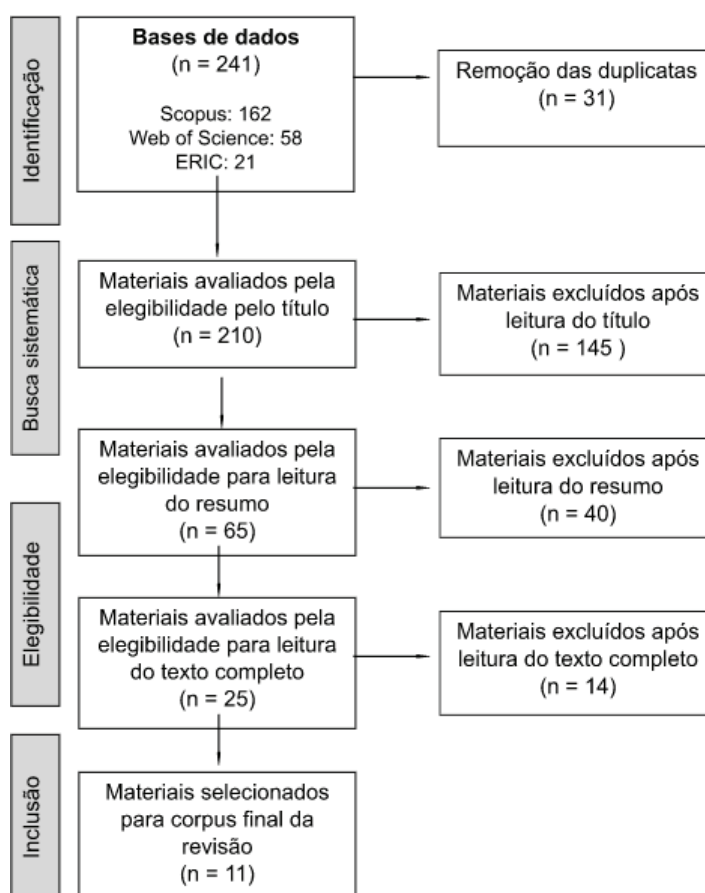 Identificação
Bases de dados
(n = 241)
Scopus: 162
Web of Science: 58
ERIC: 21
Remoção das duplicatas
(n = 31)
Busca sistemática
Materiais avaliados pela
elegibilidade pelo título
(n = 210)
Materiais excluídos após
leitura do título
(n = 145 )
Materiais avaliados pela
elegibilidade para leitura
do resumo
(n = 65)
Materiais excluídos após
leitura do resumo
(n = 40)
Elegibilidade
Materiais avaliados pela
elegibilidade para leitura
do texto completo
(n = 25)
Materiais excluídos após
leitura do texto completo
(n = 14)
Inclusão
Materiais selecionados
para corpus final da
revisão
(n = 11)